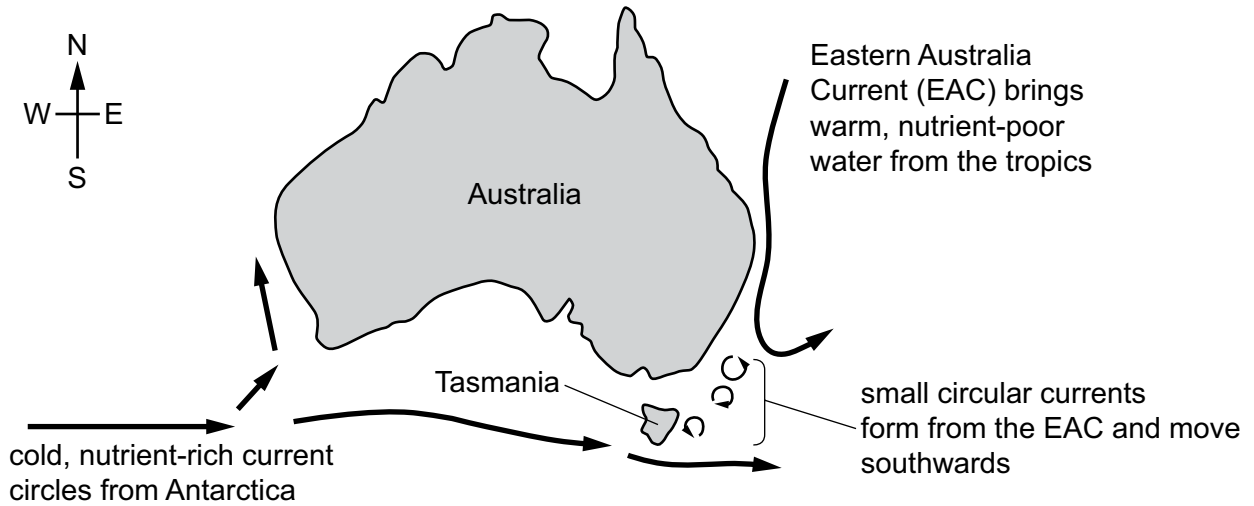 N
W E
S
Eastern Australia
Current (EAC) brings
warm, nutrient-poor
water from the tropics
Australia
Tasmania
small circular currents
form from the EAC and move
southwards
cold, nutrient-rich current
circles from Antarctica